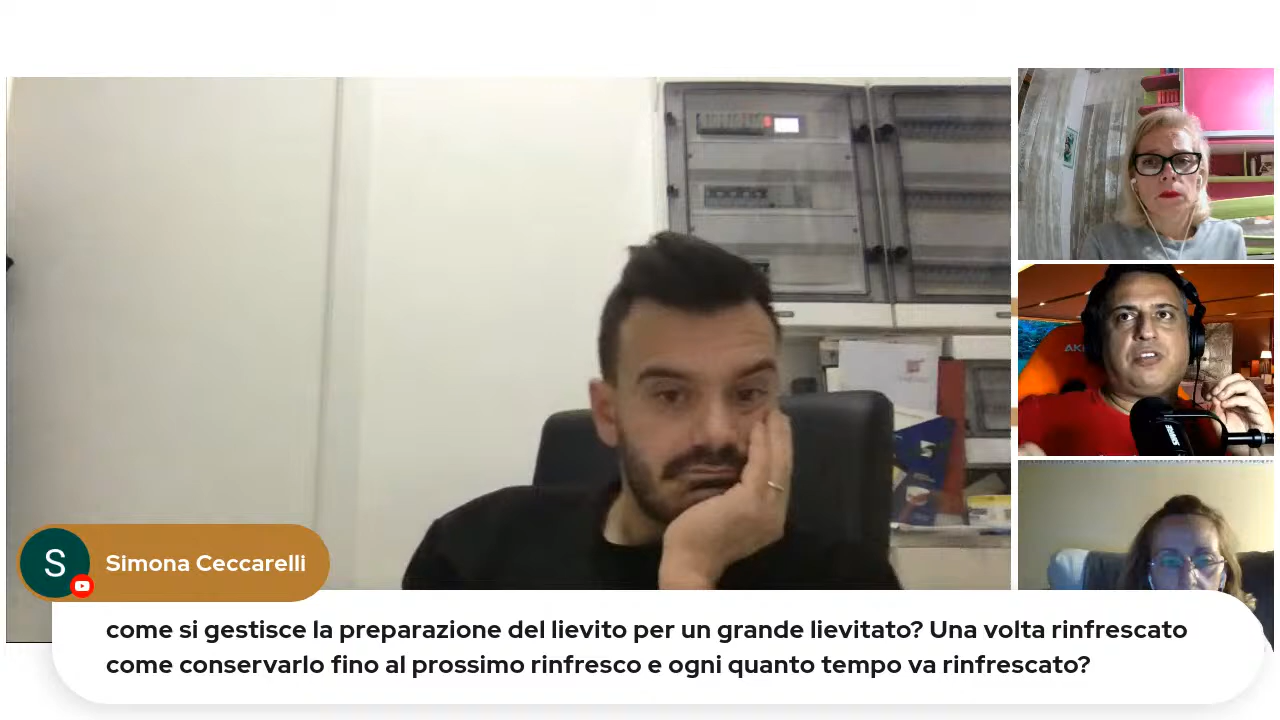 S
Simona Ceccarelli
come si gestisce la preparazione del lievito per un grande lievitato? Una volta rinfrescato
come conservarlo fino al prossimo rinfresco e ogni quanto tempo va rinfrescato?